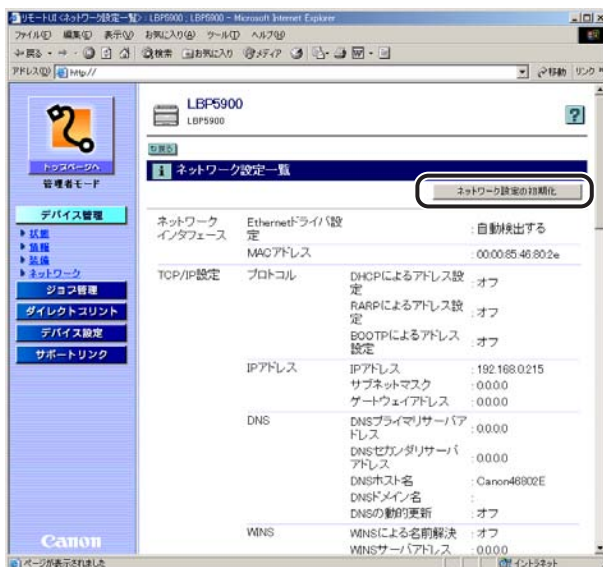 リモートUI <ネットワーク設定一覧> : LBP5900 ; LBP5900 - Microsoft Internet Explorer
ファイル(F) 編集(E) 表示(V) お気に入り(A) ツール(T) ヘルプ(H)
戻る 検索 お気に入り メディア
アドレス(D) http:// 移動 リンク
LBP5900
LBP5900
トップページへ
管理者モード
デバイス管理
状態
情報
装備
ネットワーク
ジョブ管理
ダイレクトプリント
デバイス設定
サポートリンク
Canon
戻る
ネットワーク設定一覧
ネットワーク設定の初期化
ネットワークインタフェース Ethernetドライバ設定 : 自動検出する
MACアドレス : 00:00:85:46:80:2e
TCP/IP設定 プロトコル DHCPによるアドレス設定 : オフ
RARPによるアドレス設定 : オフ
BOOTPによるアドレス設定 : オフ
IPアドレス IPアドレス : 192.168.0.215
サブネットマスク : 0.0.0.0
ゲートウェイアドレス : 0.0.0.0
DNS DNSプライマリサーバアドレス : 0.0.0.0
DNSセカンダリサーバアドレス : 0.0.0.0
DNSホスト名 : Canon46802E
DNSドメイン名 :
DNSの動的更新 : オフ
WINS WINSによる名前解決 : オフ
WINSサーバアドレス : 0.0.0.0
ページが表示されました
イントラネット